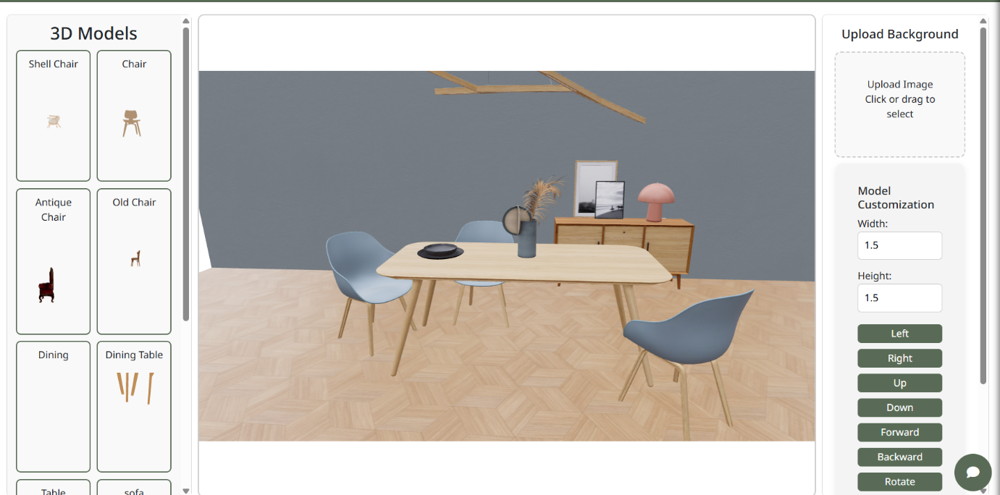 3D Models
Shell Chair
Chair
Antique
Chair
Old Chair
Dining
Dining Table
Table
sofa
Upload Background
Upload Image
Click or drag to
select
Model
Customization
Width:
1.5
Height:
1.5
Left
Right
Up
Down
Forward
Backward
Rotate